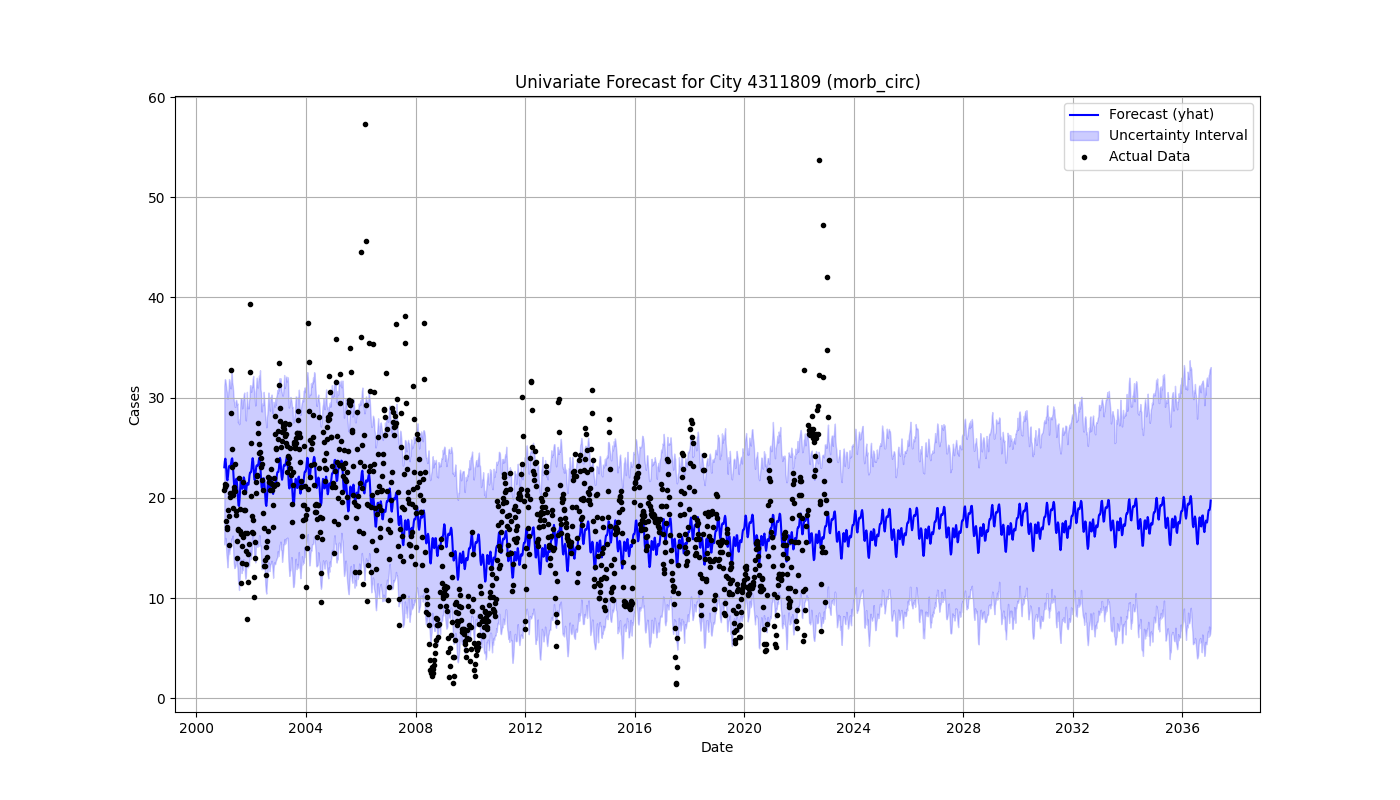 Univariate Forecast for City 4311809 (morb_circ)
Forecast (yhat)
Uncertainty Interval
Actual Data
Cases
60
50
40
30
20
10
0
2000 2004 2008 2012 2016 2020 2024 2028 2032 2036
Date